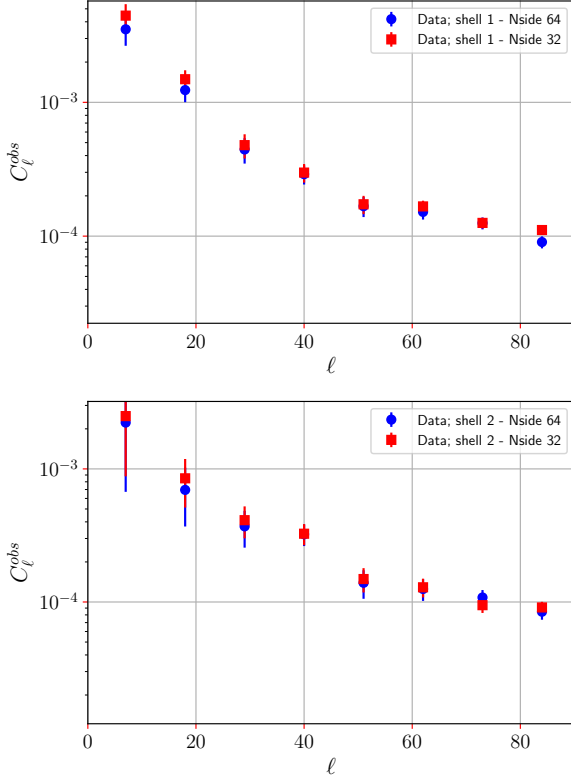 Data; shell 1 - Nside 64
Data; shell 1 - Nside 32
10^{-3}
10^{-4}
C_ℓ^{obs}
0 20 40 60 80
ℓ
Data; shell 2 - Nside 64
Data; shell 2 - Nside 32
10^{-3}
10^{-4}
C_ℓ^{obs}
0 20 40 60 80
ℓ